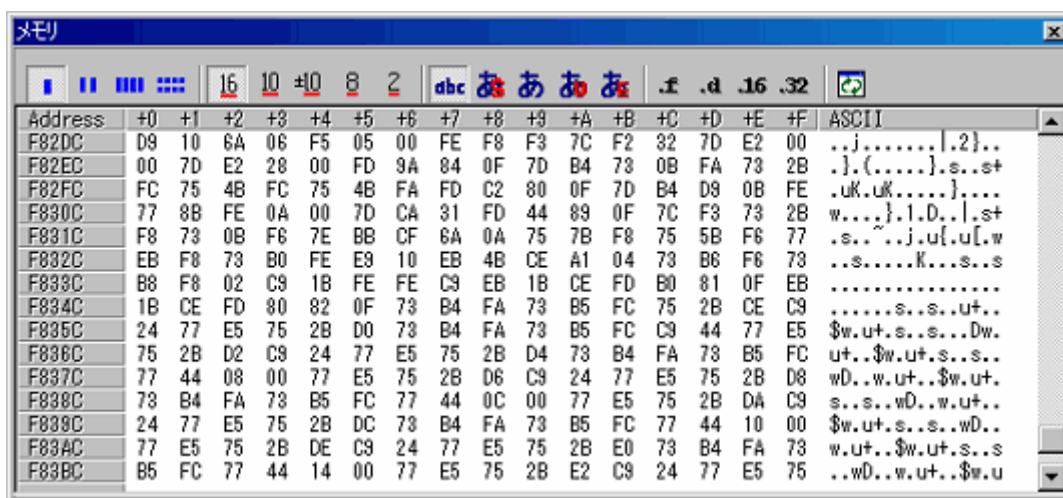 メモリ
16 10 ±10 8 2 abc あS あ あD あE .f .d .16 .32
Address +0 +1 +2 +3 +4 +5 +6 +7 +8 +9 +A +B +C +D +E +F ASCII
F82DC D9 10 6A 06 F5 05 00 FE F8 F3 7C F2 32 7D E2 00 ..j.......|.2}..
F82EC 00 7D E2 28 00 FD 9A 84 0F 7D B4 73 0B FA 73 2B .}.(.....}.s..s+
F82FC FC 75 4B FC 75 4B FA FD C2 80 0F 7D B4 D9 0B FE .uK.uK.....}....
F830C 77 8B FE 0A 00 7D CA 31 FD 44 89 0F 7C F3 73 2B w....}.1.D..|.s+
F831C F8 73 0B F6 7E BB CF 6A 0A 75 7B F8 75 5B F6 77 .s..~..j.u{.u[.w
F832C EB F8 73 B0 FE E9 10 EB 4B CE A1 04 73 B6 F6 73 ..s.....K...s..s
F833C B8 F8 02 C9 1B FE FE C9 EB 1B CE FD B0 81 0F EB ................
F834C 1B CE FD 80 82 0F 73 B4 FA 73 B5 FC 75 2B CE C9 ......s..s..u+..
F835C 24 77 E5 75 2B D0 73 B4 FA 73 B5 FC C9 44 77 E5 $w.u+.s..s...Dw.
F836C 75 2B D2 C9 24 77 E5 75 2B D4 73 B4 FA 73 B5 FC u+..$w.u+.s..s..
F837C 77 44 08 00 77 E5 75 2B D6 C9 24 77 E5 75 2B D8 wD..w.u+..$w.u+.
F838C 73 B4 FA 73 B5 FC 77 44 0C 00 77 E5 75 2B DA C9 s..s..wD..w.u+..
F839C 24 77 E5 75 2B DC 73 B4 FA 73 B5 FC 77 44 10 00 $w.u+.s..s..wD..
F83AC 77 E5 75 2B DE C9 24 77 E5 75 2B E0 73 B4 FA 73 w.u+..$w.u+.s..s
F83BC B5 FC 77 44 14 00 77 E5 75 2B E2 C9 24 77 E5 75 ..wD..w.u+..$w.u